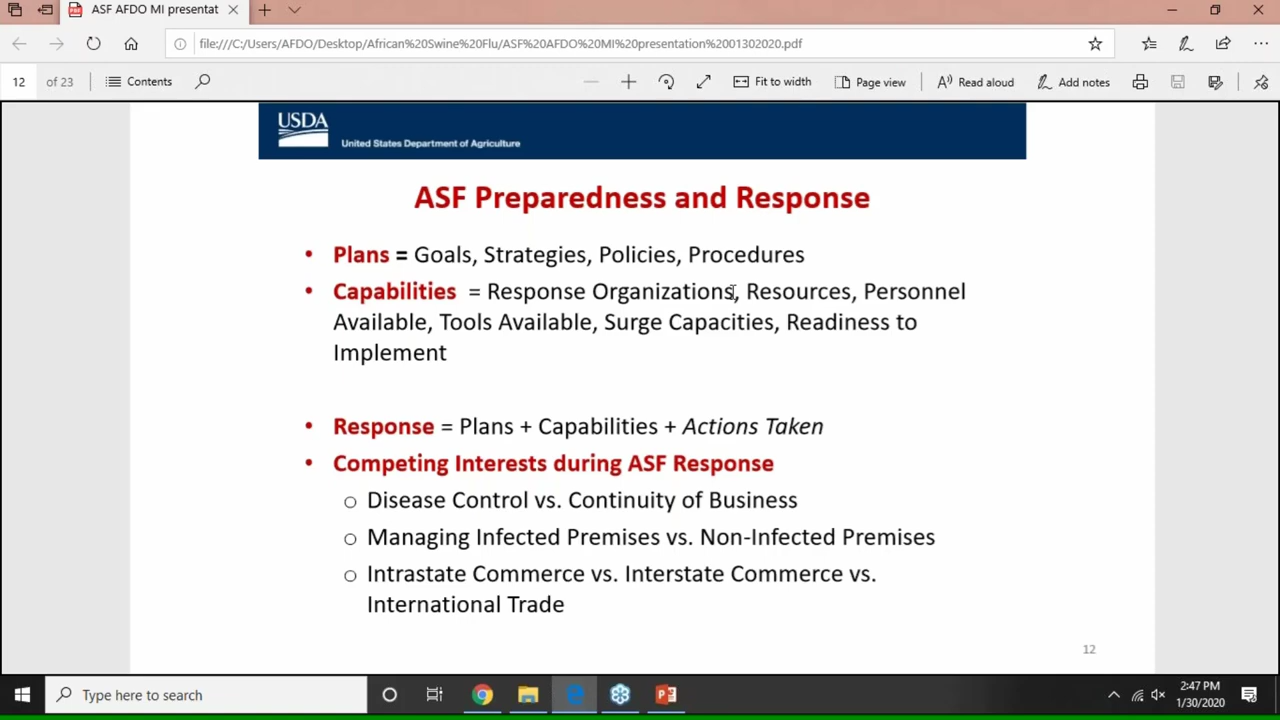 ASF AFDO MI presentat
file:///C:/Users/AFDO/Desktop/African%20Swine%20Flu/ASF%20AFDO%20MI%20presentation%2001302020.pdf
12 of 23 Contents Fit to width Page view Read aloud Add notes
USDA
United States Department of Agriculture
ASF Preparedness and Response
• Plans = Goals, Strategies, Policies, Procedures
• Capabilities = Response Organizations, Resources, Personnel
Available, Tools Available, Surge Capacities, Readiness to
Implement
• Response = Plans + Capabilities + Actions Taken
• Competing Interests during ASF Response
o Disease Control vs. Continuity of Business
o Managing Infected Premises vs. Non-Infected Premises
o Intrastate Commerce vs. Interstate Commerce vs.
International Trade
12
Type here to search
2:47 PM
1/30/2020